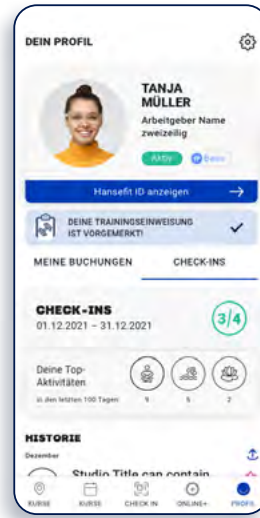 DEIN PROFIL
TANJA
MÜLLER
Arbeitgeber Name
zweizeilig
Aktiv
Basic
Hansefit ID anzeigen
DEINE TRAININGSEINWEISUNG
IST VORGEMERKT!
MEINE BUCHUNGEN CHECK-INS
CHECK-INS
01.12.2021 – 31.12.2021
3/4
Deine Top-
Aktivitäten
in den letzten 100 Tagen
9 5 2
HISTORIE
Dezember
Studio Title can contain
KURSE KURSE CHECK IN ONLINE+ PROFIL